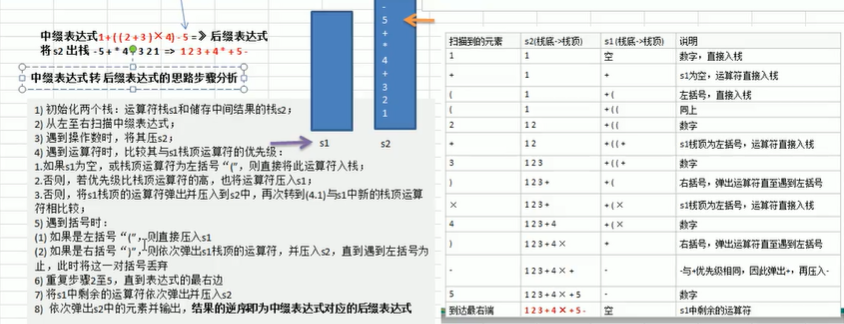 中缀表达式1+((2+3)×4)-5 =》后缀表达式
将s2出栈 -5+*4+321 => 123+4*+5-
中缀表达式转后缀表达式的思路步骤分析
1) 初始化两个栈：运算符栈s1和储存中间结果的栈s2；
2) 从左至右扫描中缀表达式；
3) 遇到操作数时，将其压s2；
4) 遇到运算符时，比较其与s1栈顶运算符的优先级：
1.如果s1为空，或栈顶运算符为左括号“(”，则直接将此运算符入栈；
2.否则，若优先级比栈顶运算符的高，也将运算符压入s1；
3.否则，将s1栈顶的运算符弹出并压入到s2中，再次转到(4.1)与s1中新的栈顶运算
符相比较；
5) 遇到括号时：
(1) 如果是左括号“(”，则直接压入s1
(2) 如果是右括号“)”，则依次弹出s1栈顶的运算符，并压入s2，直到遇到左括号为
止，此时将这一对括号丢弃
6) 重复步骤2至5，直到表达式的最右边
7) 将s1中剩余的运算符依次弹出并压入s2
8) 依次弹出s2中的元素并输出，结果的逆序即为中缀表达式对应的后缀表达式
s1
-
5
+
*
4
+
3
2
1
s2
扫描到的元素 s2(栈底->栈顶) s1 (栈底->栈顶) 说明
1 1 空 数字，直接入栈
+ 1 + s1为空，运算符直接入栈
( 1 + ( 左括号，直接入栈
( 1 + ( ( 同上
2 1 2 + ( ( 数字
+ 1 2 + ( ( + s1栈顶为左括号，运算符直接入栈
3 1 2 3 + ( ( + 数字
) 1 2 3 + + ( 右括号，弹出运算符直至遇到左括号
× 1 2 3 + + ( × s1栈顶为左括号，运算符直接入栈
4 1 2 3 + 4 + ( × 数字
) 1 2 3 + 4 × + 右括号，弹出运算符直至遇到左括号
- 1 2 3 + 4 × + - -与+优先级相同，因此弹出+，再压入-
5 1 2 3 + 4 × + 5 - 数字
到达最右端 1 2 3 + 4 × + 5 - 空 s1中剩余的运算符